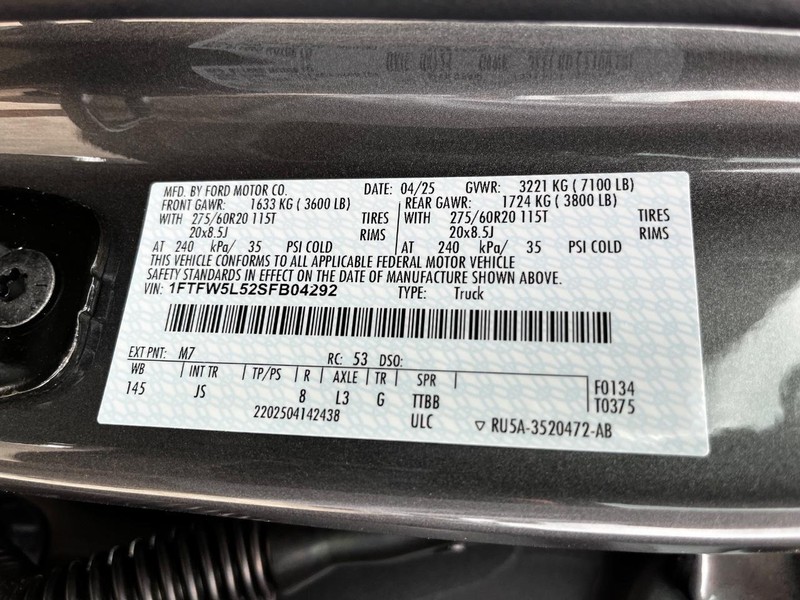 MFD. BY FORD MOTOR CO. DATE: 04/25 GVWR: 3221 KG ( 7100 LB)
FRONT GAWR: 1633 KG ( 3600 LB) REAR GAWR: 1724 KG ( 3800 LB)
WITH 275/60R20 115T TIRES WITH 275/60R20 115T TIRES
20x8.5J RIMS 20x8.5J RIMS
AT 240 kPa/ 35 PSI COLD AT 240 kPa/ 35 PSI COLD
THIS VEHICLE CONFORMS TO ALL APPLICABLE FEDERAL MOTOR VEHICLE
SAFETY STANDARDS IN EFFECT ON THE DATE OF MANUFACTURE SHOWN ABOVE.
VIN: 1FTFW5L52SFB04292 TYPE: Truck
EXT PNT: M7 RC: 53 DSO:
WB INT TR TP/PS R AXLE TR SPR F0134
145 JS 8 L3 G TTBB T0375
2202504142438 ULC ▽ RU5A-3520472-AB